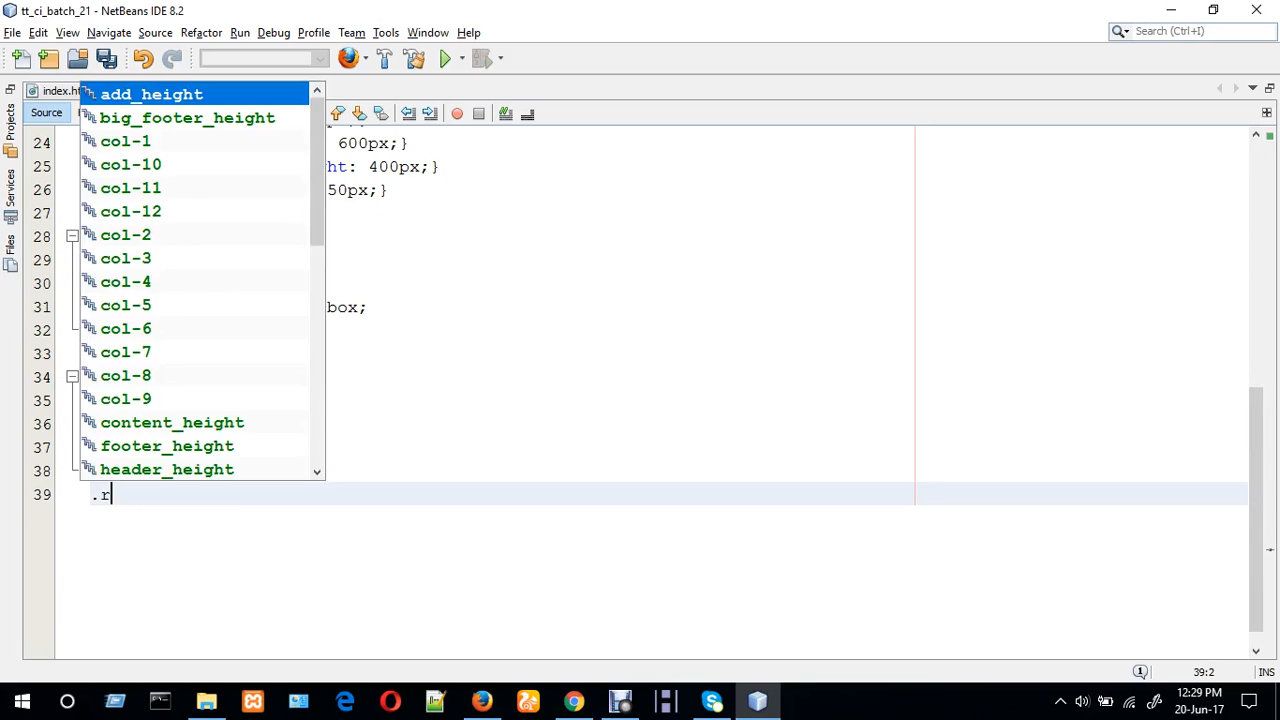 tt_ci_batch_21 - NetBeans IDE 8.2
File Edit View Navigate Source Refactor Run Debug Profile Team Tools Window Help
Search (Ctrl+I)
index.ht
Source
Projects
Services
Files
add_height
big_footer_height
col-1
col-10
col-11
col-12
col-2
col-3
col-4
col-5
col-6
col-7
col-8
col-9
content_height
footer_height
header_height
24 600px;}
25 ht: 400px;}
26 50px;}
27
28
29
30
31 box;
32
33
34
35
36
37
38
39 .r
39:2 INS
12:29 PM
20-Jun-17